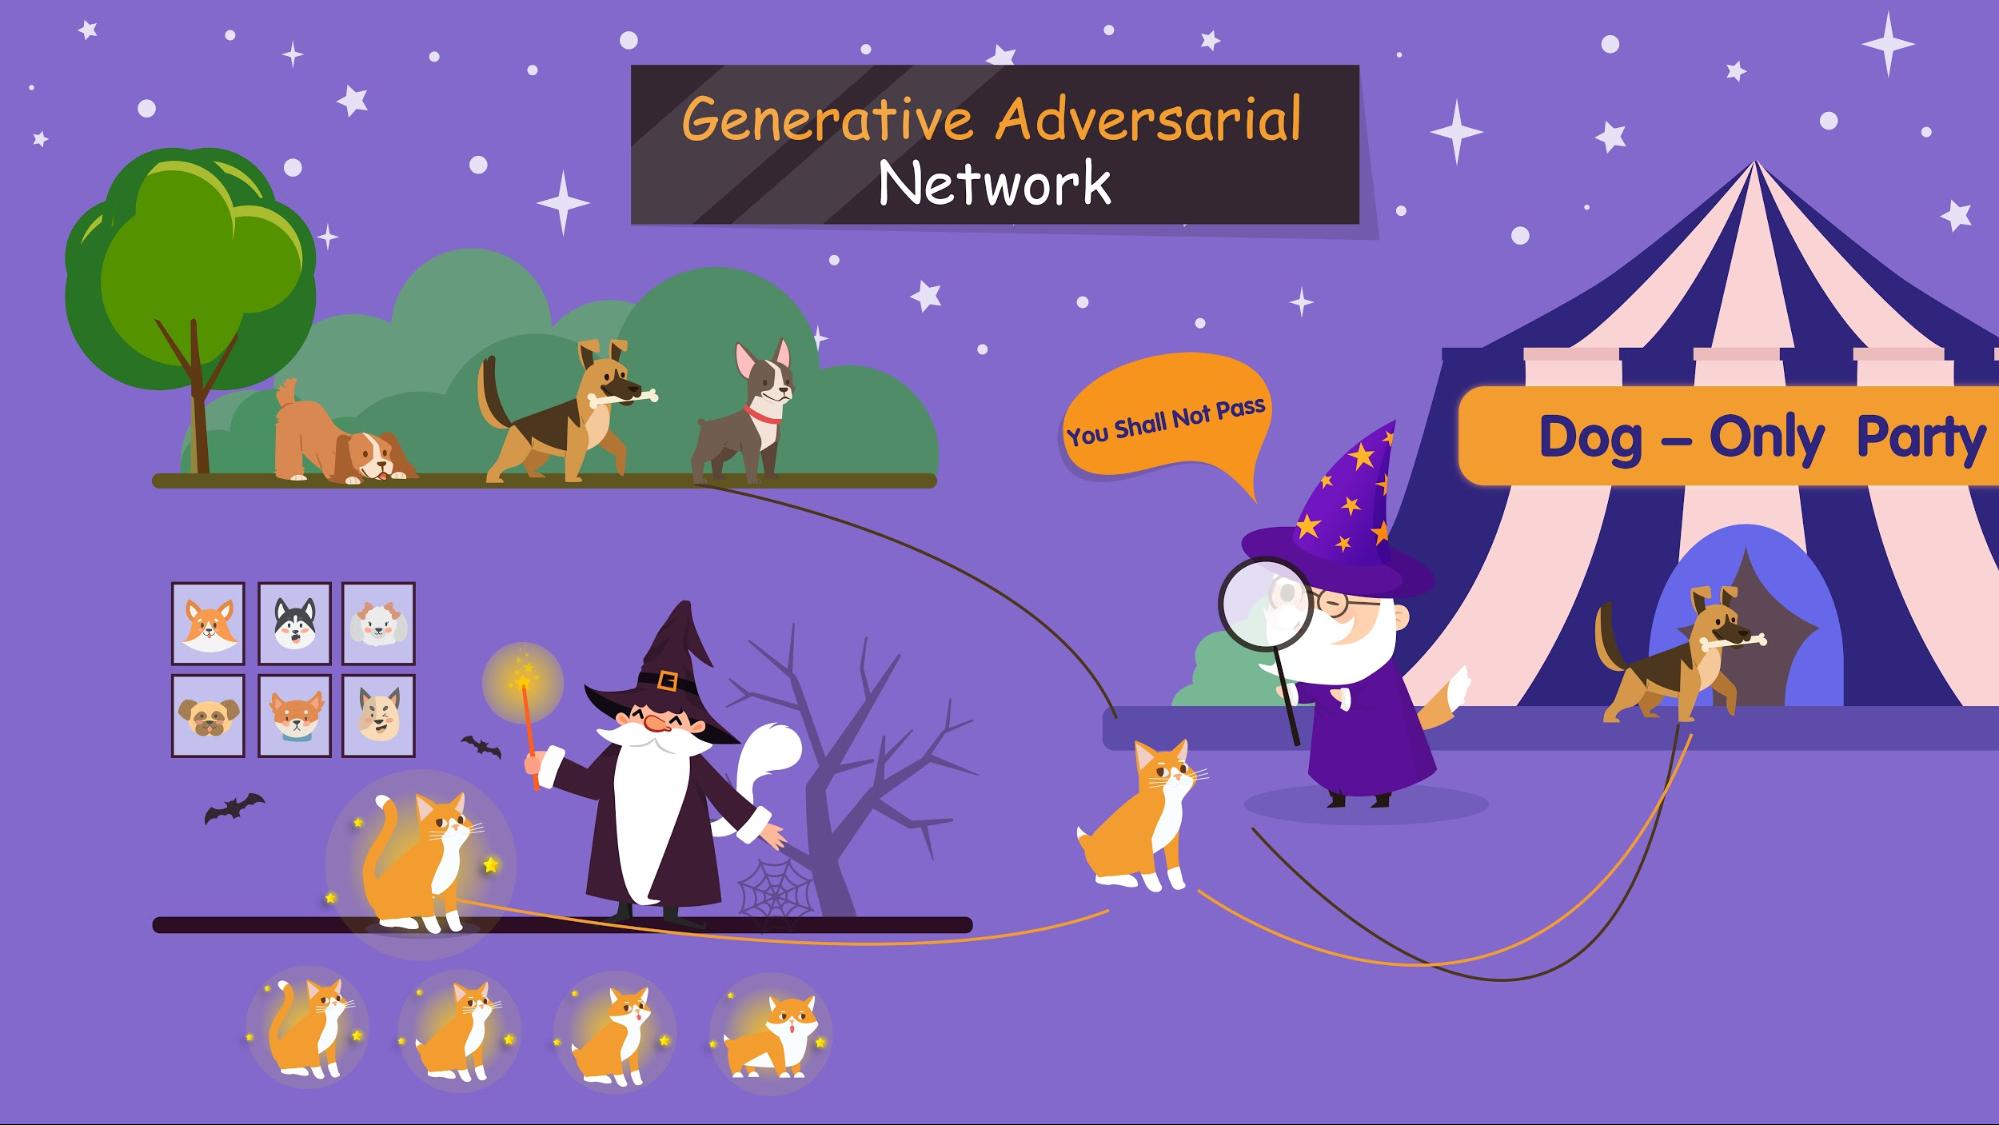 Generative Adversarial
Network
You Shall Not Pass
Dog – Only Party